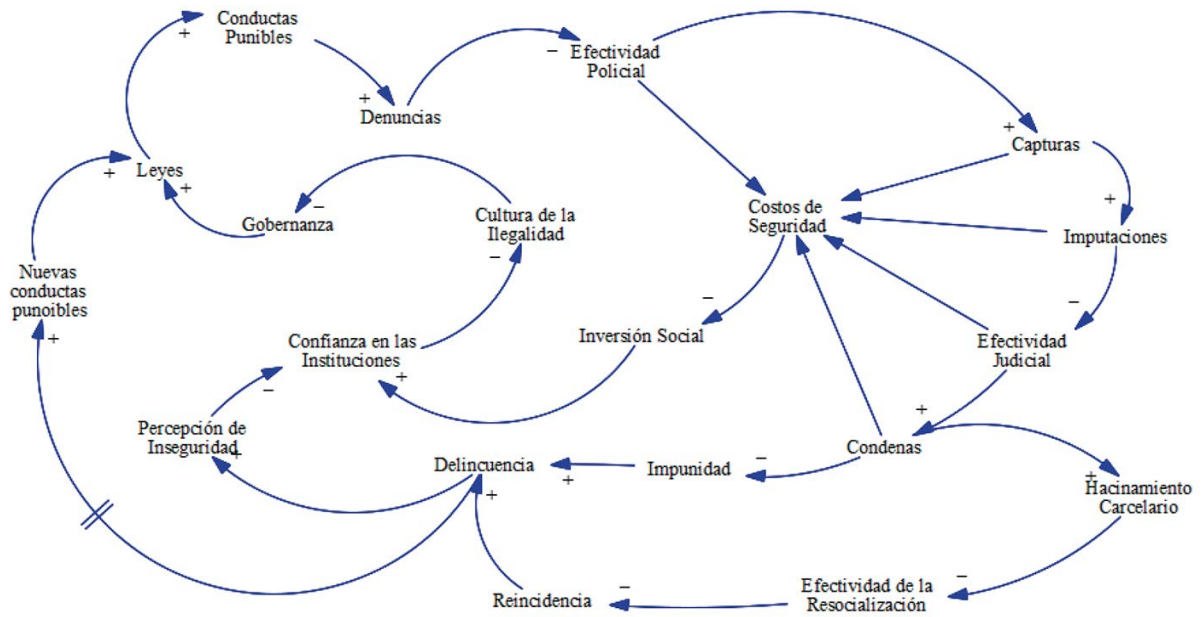 Conductas
Punibles
+
−
Efectividad
Policial
+
Denuncias
+
Capturas
+
Leyes
+
+
−
Gobernanza
Cultura de la
Ilegalidad
−
Costos de
Seguridad
+
Imputaciones
Nuevas
conductas
punoibles
+
−
−
Inversión Social
Confianza en las
Instituciones
+
Efectividad
Judicial
−
+
Percepción de
Inseguridad
+
Condenas
−
Impunidad
+
Delincuencia
+
+
Hacinamiento
Carcelario
−
Efectividad de la
Resocialización
−
Reincidencia